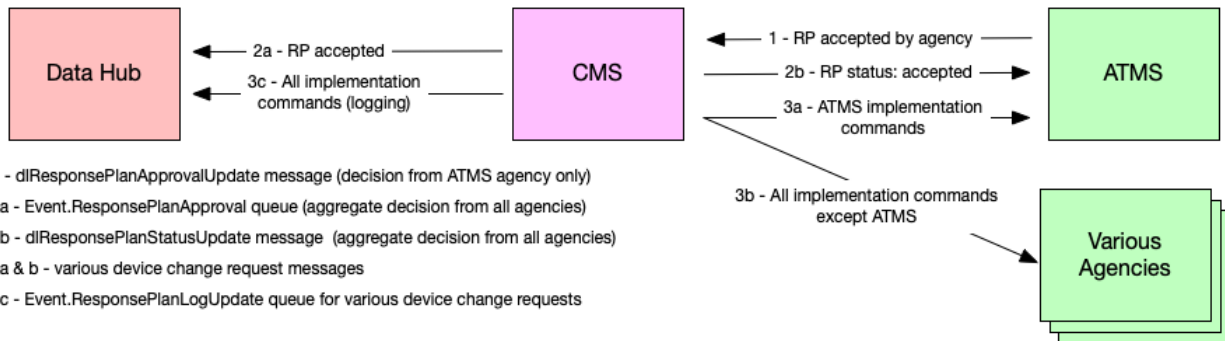 Data Hub
2a - RP accepted
3c - All implementation
commands (logging)
CMS
1 - RP accepted by agency
2b - RP status: accepted
3a - ATMS implementation
commands
ATMS
3b - All implementation commands
except ATMS
Various
Agencies
- dlResponsePlanApprovalUpdate message (decision from ATMS agency only)
a - Event.ResponsePlanApproval queue (aggregate decision from all agencies)
b - dlResponsePlanStatusUpdate message (aggregate decision from all agencies)
a & b - various device change request messages
c - Event.ResponsePlanLogUpdate queue for various device change requests